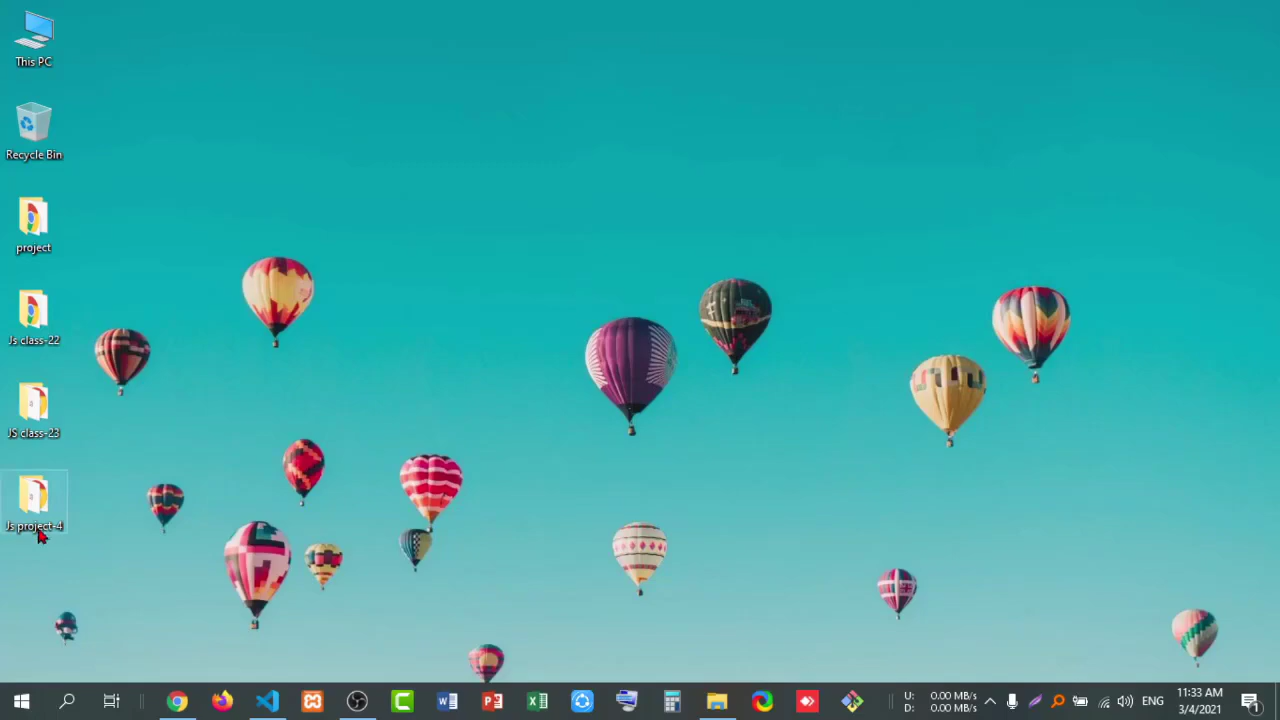 This PC
Recycle Bin
project
Js class-22
JS class-23
Js project-4
U: 0.00 MB/s
D: 0.00 MB/s
ENG
11:33 AM
3/4/2021
1